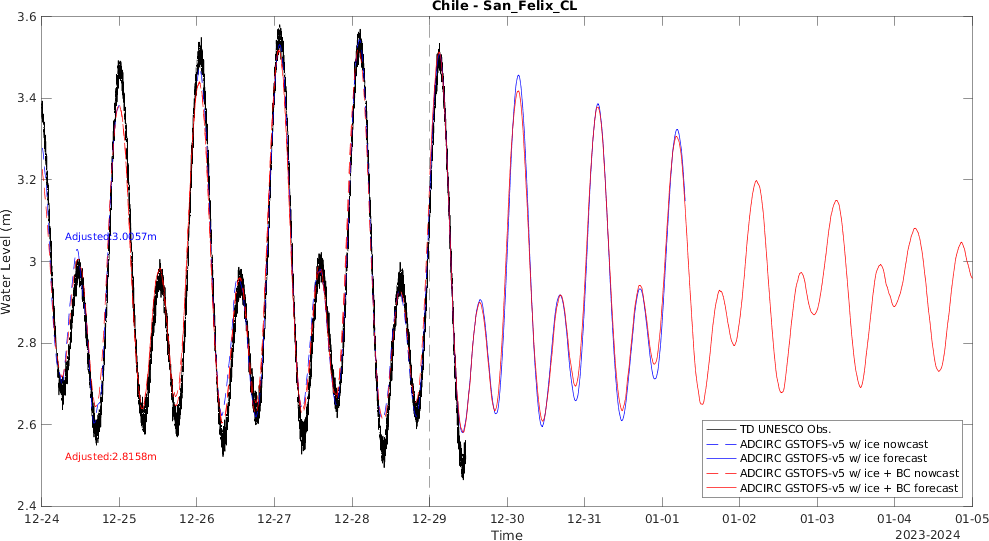 Chile - San_Felix_CL
Water Level (m)
3.6
3.4
3.2
3
2.8
2.6
2.4
Adjusted:3.0057m
Adjusted:2.8158m
TD UNESCO Obs.
ADCIRC GSTOFS-v5 w/ ice nowcast
ADCIRC GSTOFS-v5 w/ ice forecast
ADCIRC GSTOFS-v5 w/ ice + BC nowcast
ADCIRC GSTOFS-v5 w/ ice + BC forecast
12-24 12-25 12-26 12-27 12-28 12-29 12-30 12-31 01-01 01-02 01-03 01-04 01-05
Time
2023-2024